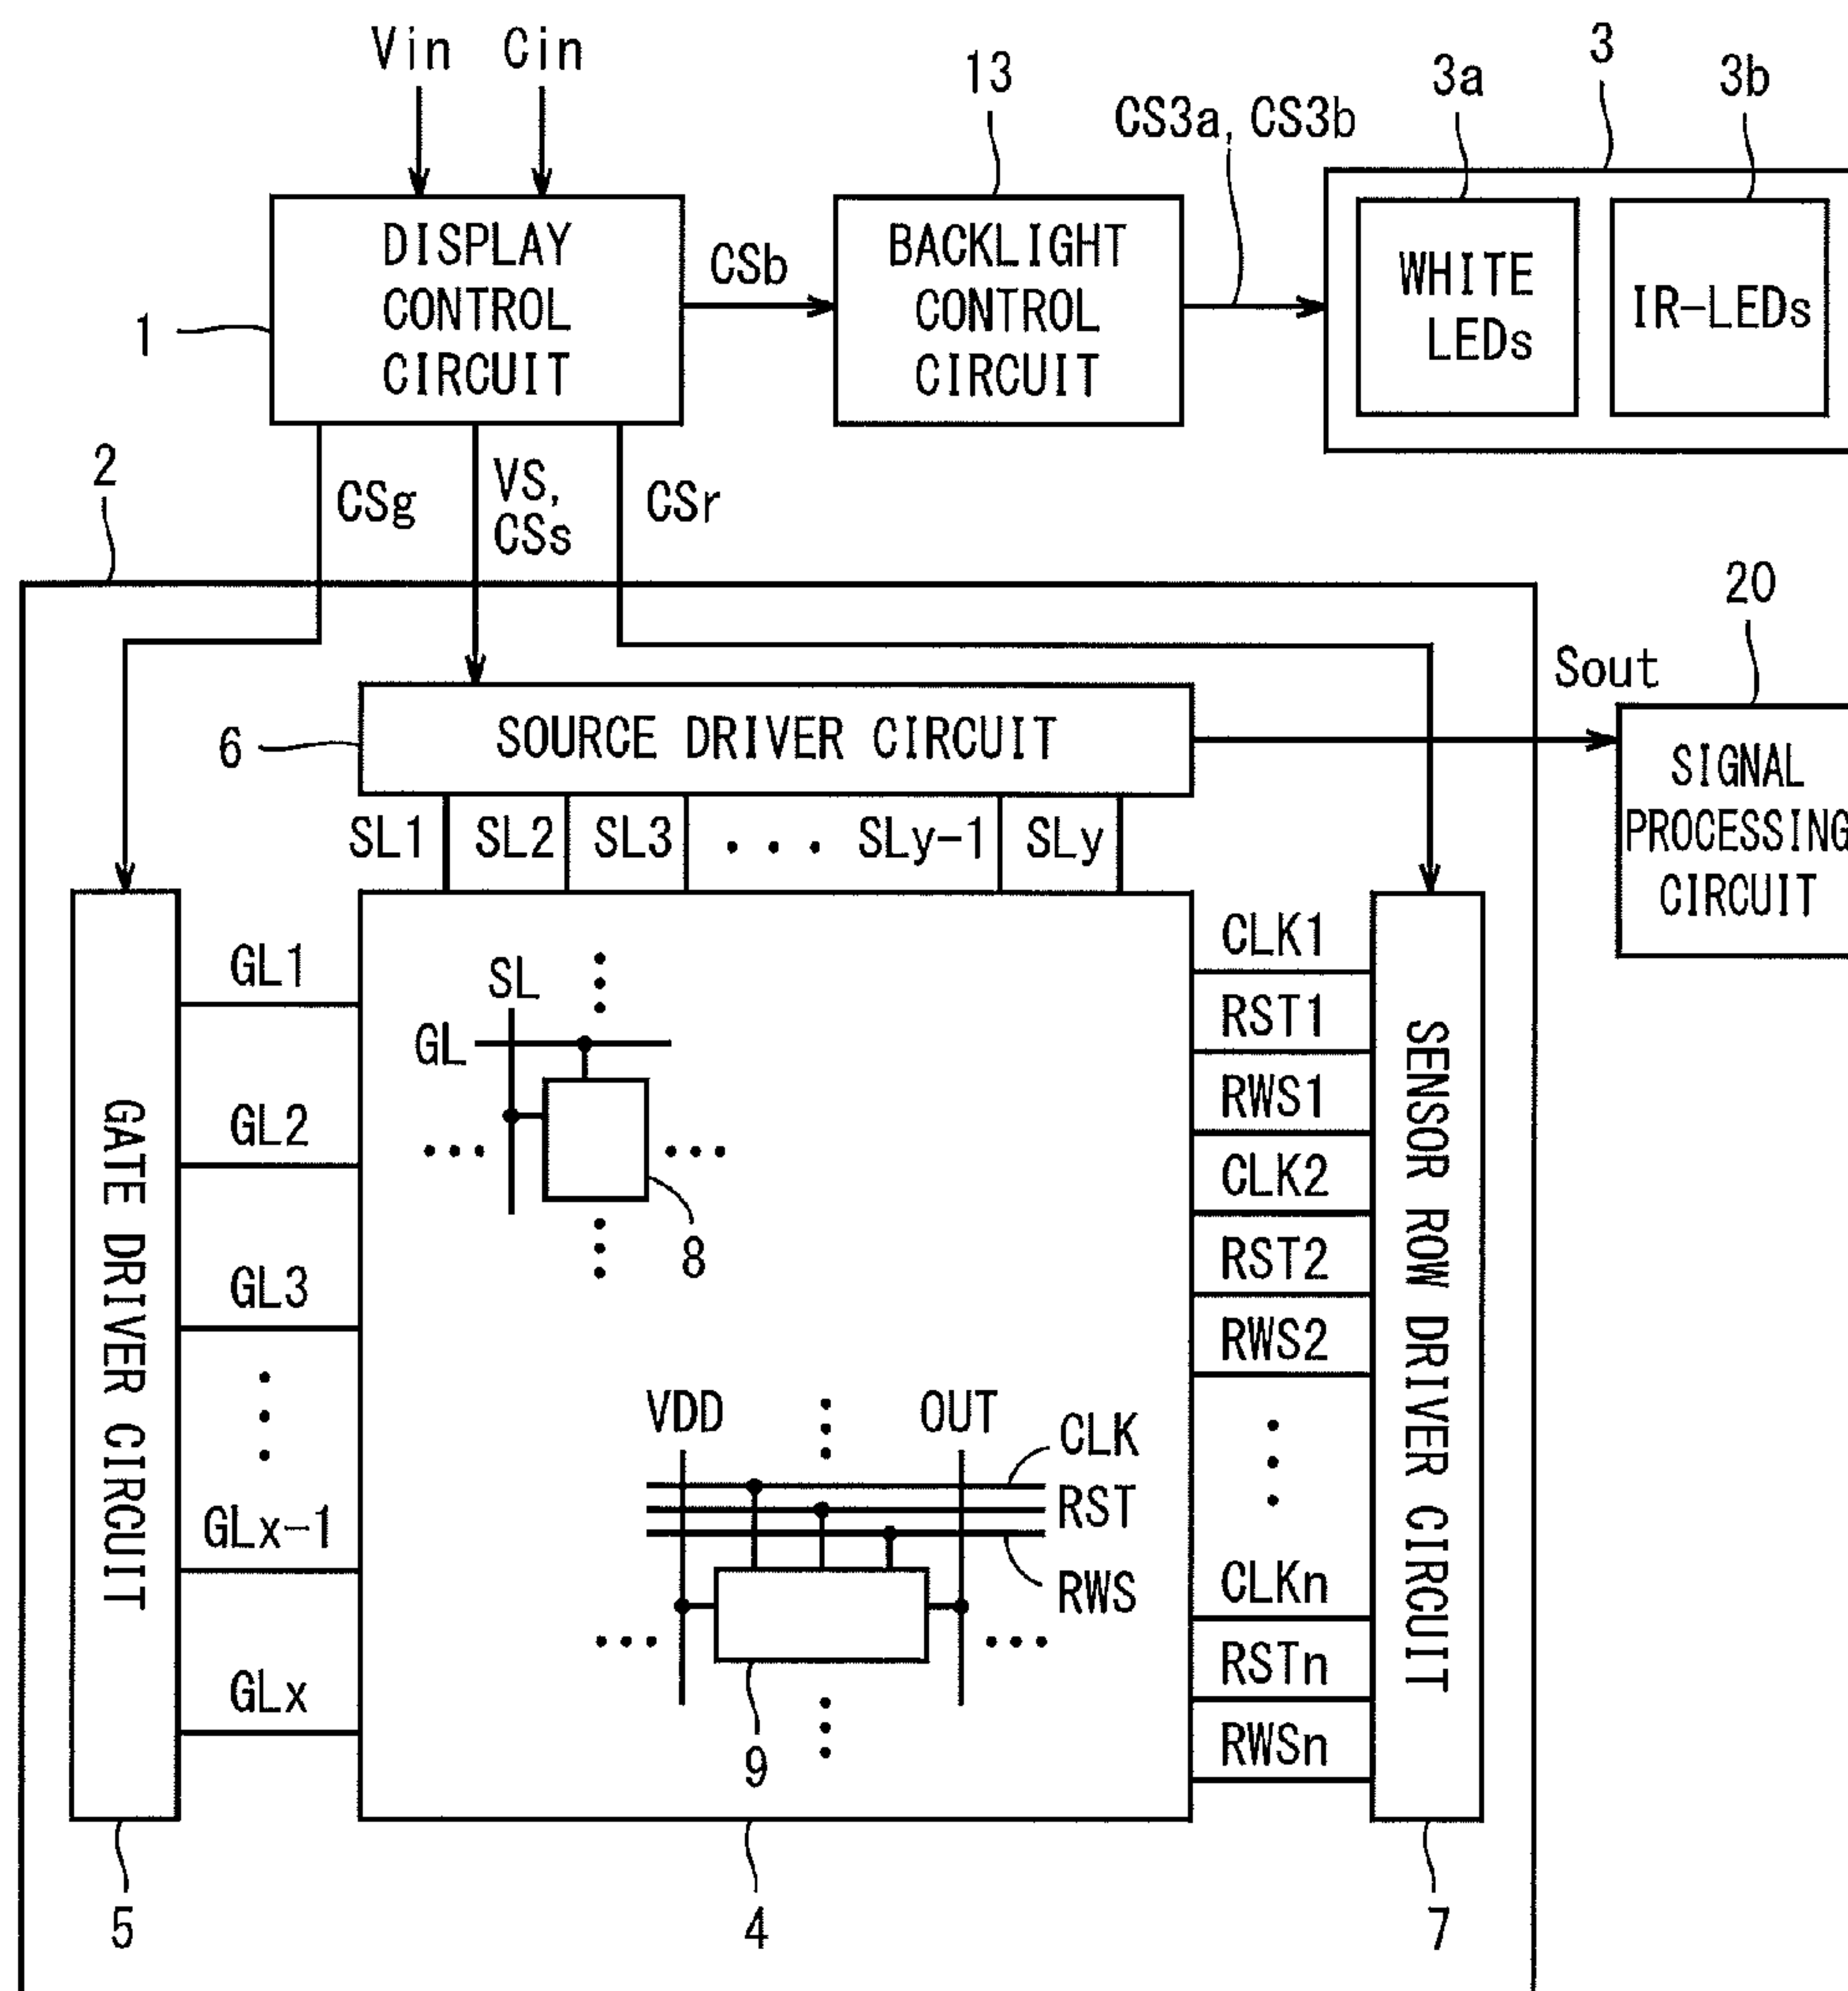 Vin Cin
13
3
3a
3b
CS3a, CS3b
DISPLAY
CONTROL
CIRCUIT
1
CSb
BACKLIGHT
CONTROL
CIRCUIT
WHITE
LEDs
IR-LEDs
2
CSg
VS,
CSs
CSr
20
Sout
6
SOURCE DRIVER CIRCUIT
SIGNAL
PROCESSING
CIRCUIT
SL1 SL2 SL3 ... SLy-1 SLy
GATE DRIVER CIRCUIT
GL1
GL2
GL3
GLx-1
GLx
SL
GL
8
VDD
OUT
CLK
RST
RWS
9
CLK1
RST1
RWS1
CLK2
RST2
RWS2
CLKn
RSTn
RWSn
SENSOR ROW DRIVER CIRCUIT
5
4
7